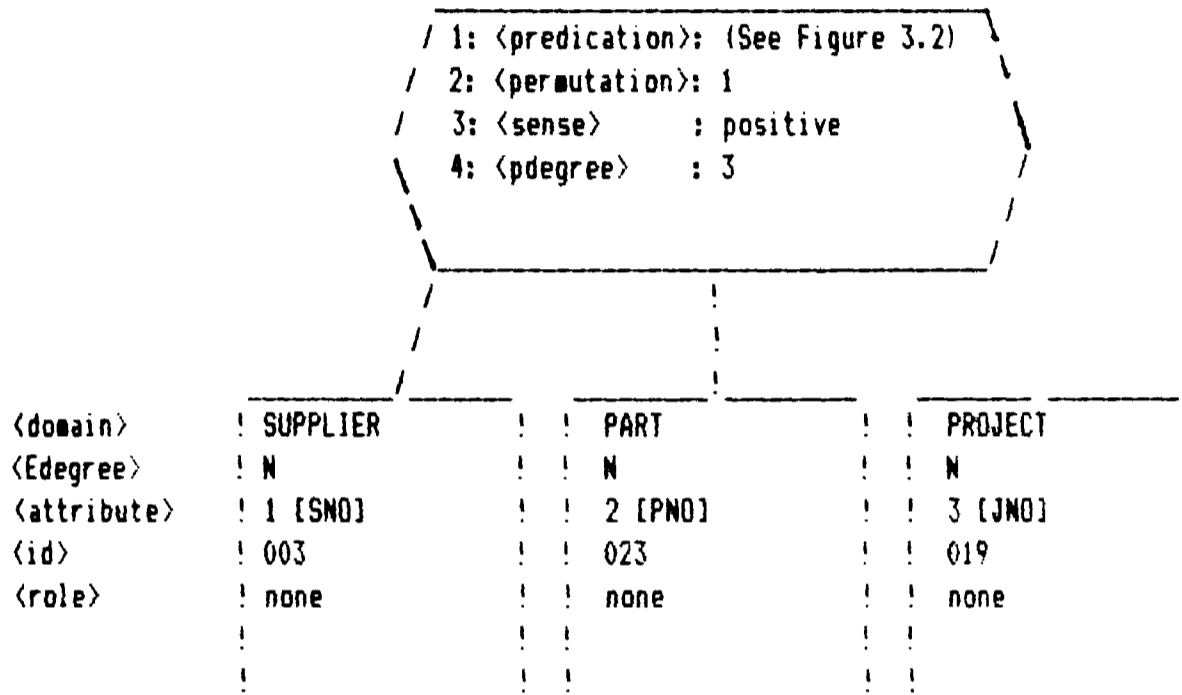 1: <predication>: (See Figure 3.2)
2: <permutation>: 1
3: <sense> : positive
4: <pdegree> : 3
<domain> SUPPLIER PART PROJECT
<Edegree> N N N
<attribute> 1 [SNO] 2 [PNO] 3 [JNO]
<id> 003 023 019
<role> none none none